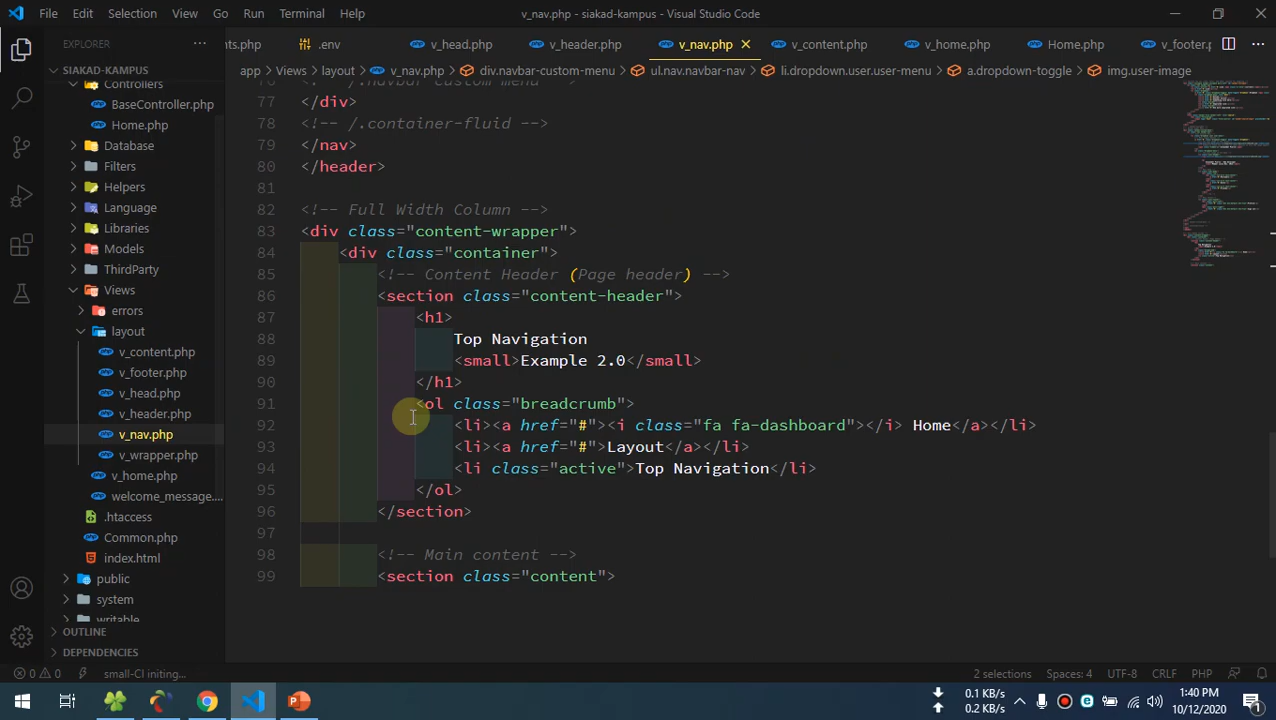 File Edit Selection View Go Run Terminal Help
v_nav.php - siakad-kampus - Visual Studio Code
EXPLORER
nts.php .env v_head.php v_header.php v_nav.php v_content.php v_home.php Home.php v_footer.p
SIAKAD-KAMPUS
app Views layout v_nav.php div.navbar-custom-menu ul.nav.navbar-nav li.dropdown.user.user-menu a.dropdown-toggle img.user-image
Controllers
BaseController.php
Home.php
Database
Filters
Helpers
Language
Libraries
Models
ThirdParty
Views
errors
layout
v_content.php
v_footer.php
v_head.php
v_header.php
v_nav.php
v_wrapper.php
v_home.php
welcome_message....
.htaccess
Common.php
index.html
public
system
writable
OUTLINE
DEPENDENCIES
76 <!-- /.navbar-custom-menu -->
77 </div>
78 <!-- /.container-fluid -->
79 </nav>
80 </header>
81
82 <!-- Full Width Column -->
83 <div class="content-wrapper">
84 <div class="container">
85 <!-- Content Header (Page header) -->
86 <section class="content-header">
87 <h1>
88 Top Navigation
89 <small>Example 2.0</small>
90 </h1>
91 <ol class="breadcrumb">
92 <li><a href="#"><i class="fa fa-dashboard"></i> Home</a></li>
93 <li><a href="#">Layout</a></li>
94 <li class="active">Top Navigation</li>
95 </ol>
96 </section>
97
98 <!-- Main content -->
99 <section class="content">
0 0 small-CI initing... 2 selections Spaces: 4 UTF-8 CRLF PHP
0.1 KB/s
0.2 KB/s
1:40 PM
10/12/2020
1